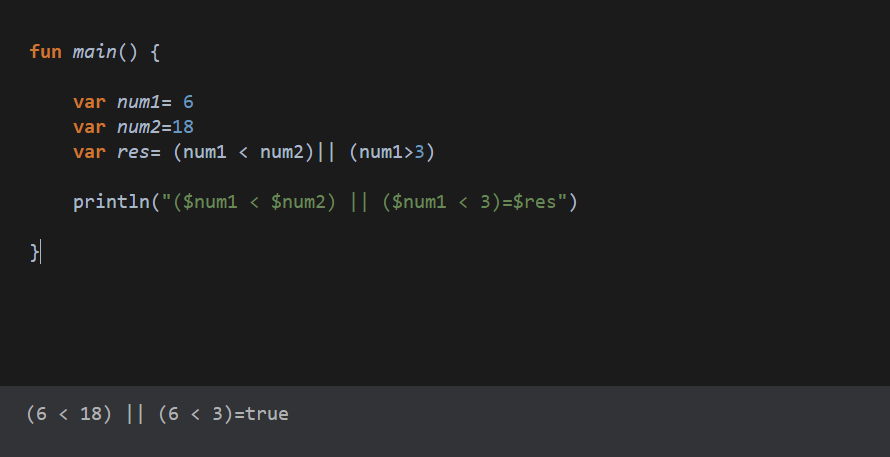 fun main() {
var num1= 6
var num2=18
var res= (num1 < num2)|| (num1>3)
println("($num1 < $num2) || ($num1 < 3)=$res")
}
(6 < 18) || (6 < 3)=true